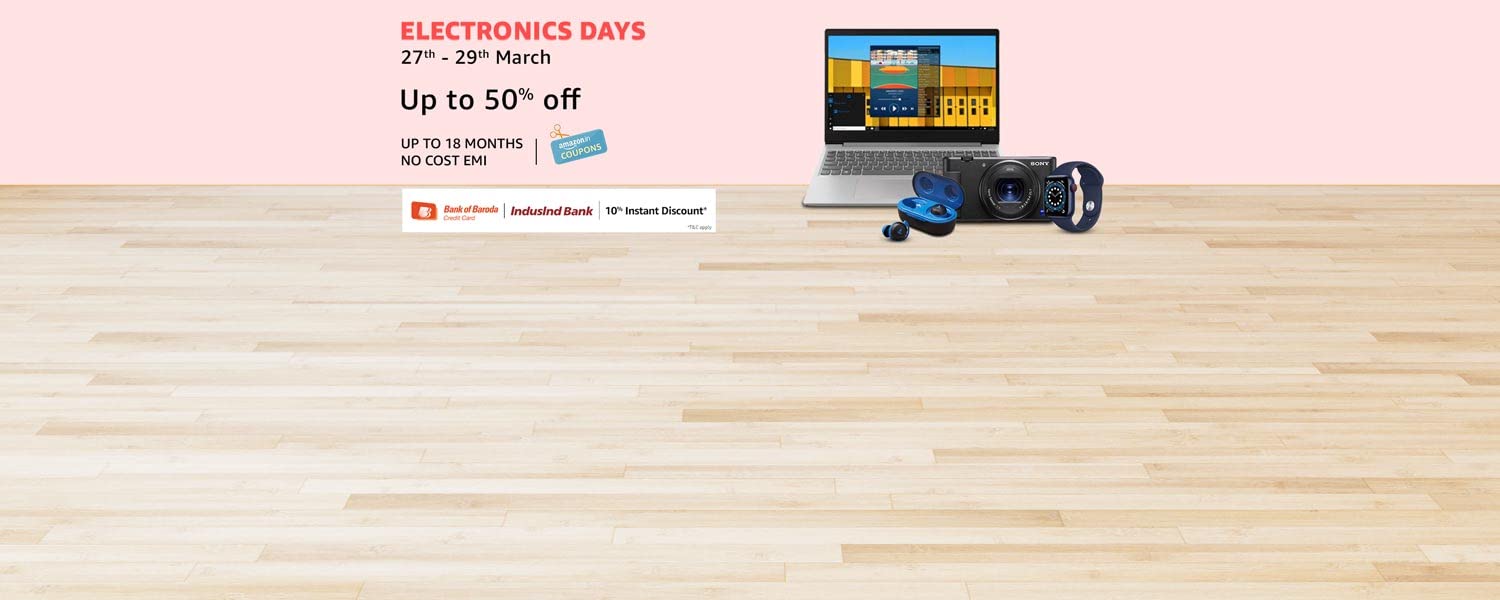 ELECTRONICS DAYS
27th - 29th March
Up to 50% off
UP TO 18 MONTHS
NO COST EMI
amazon.in
COUPONS
Bank of Baroda
Credit Card
IndusInd Bank
10% Instant Discount*
*T&C apply
SONY